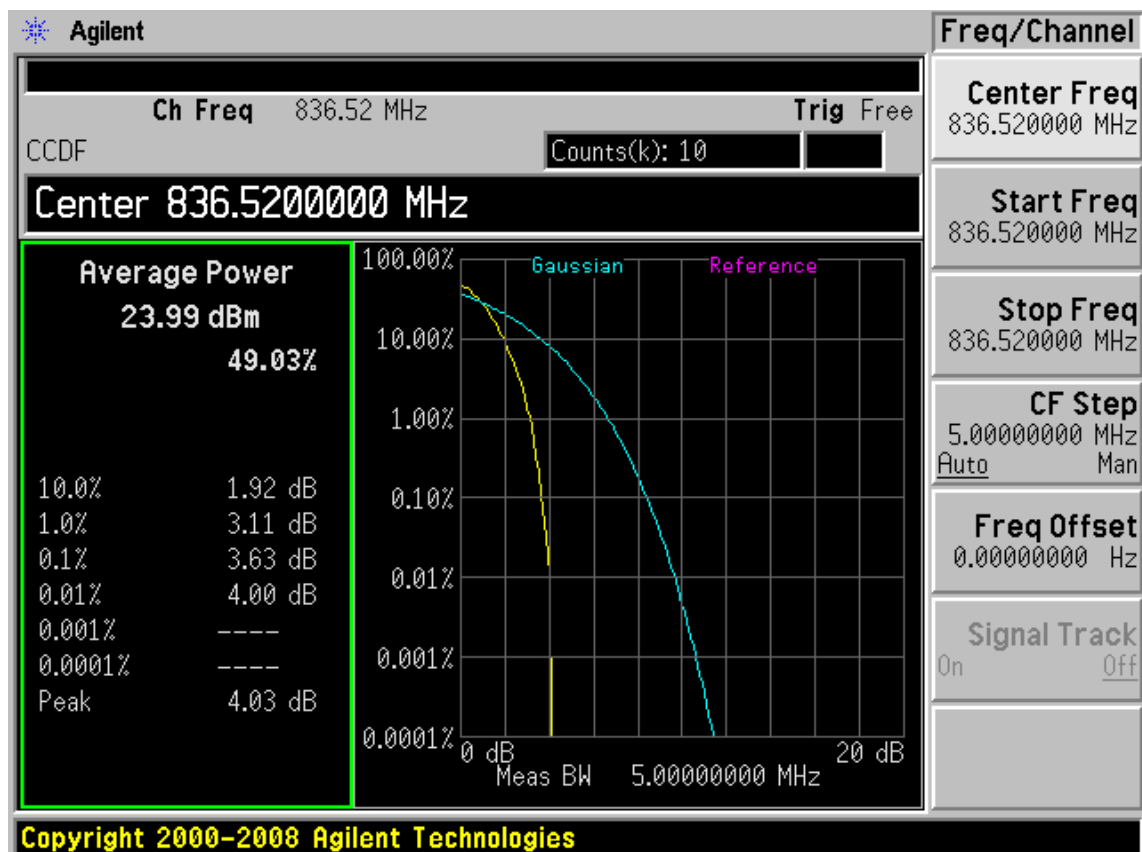 Agilent
Freq/Channel
Ch Freq 836.52 MHz Trig Free
CCDF Counts(k): 10
Center 836.5200000 MHz
Average Power
23.99 dBm
49.03%
10.0% 1.92 dB
1.0% 3.11 dB
0.1% 3.63 dB
0.01% 4.00 dB
0.001% ----
0.0001% ----
Peak 4.03 dB
Gaussian Reference
100.00%
10.00%
1.00%
0.10%
0.01%
0.001%
0.0001%
0 dB 20 dB
Meas BW 5.00000000 MHz
Center Freq
836.520000 MHz
Start Freq
836.520000 MHz
Stop Freq
836.520000 MHz
CF Step
5.00000000 MHz
Auto Man
Freq Offset
0.00000000 Hz
Signal Track
On Off
Copyright 2000-2008 Agilent Technologies